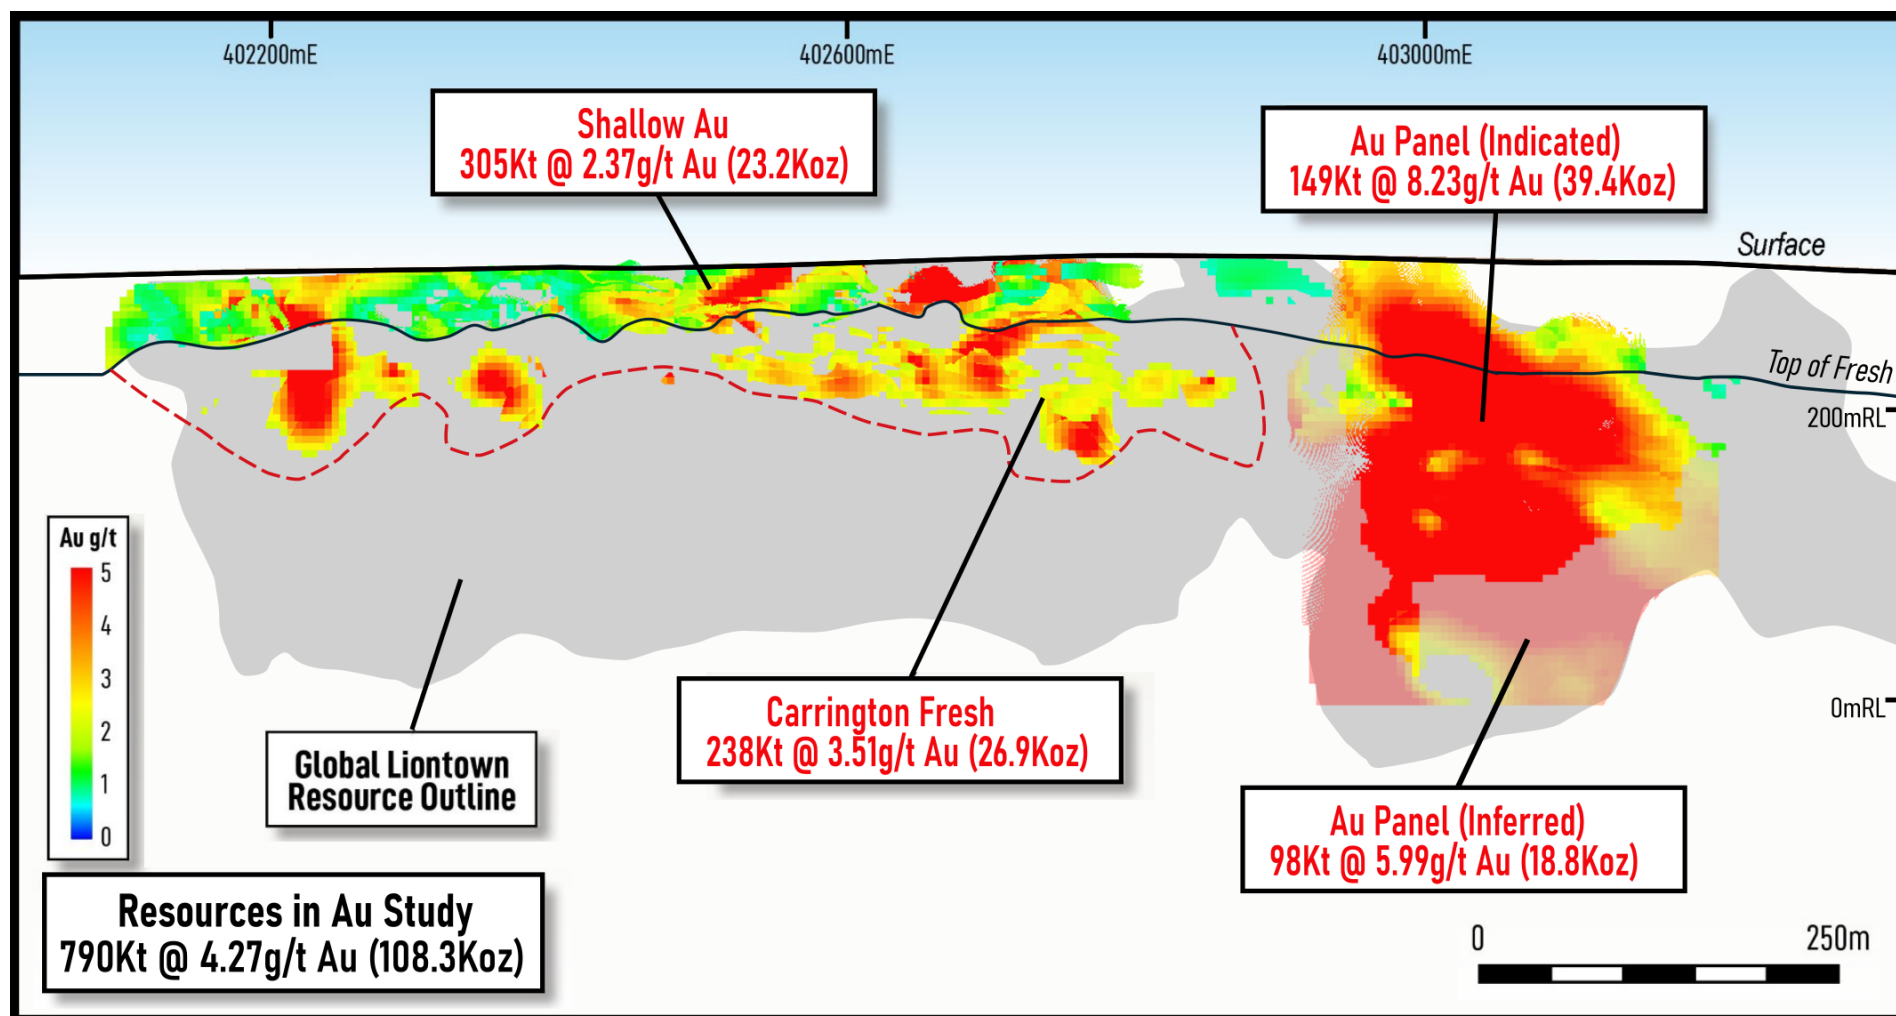 402200mE
402600mE
403000mE
Shallow Au
305Kt @ 2.37g/t Au (23.2Koz)
Au Panel (Indicated)
149Kt @ 8.23g/t Au (39.4Koz)
Surface
Top of Fresh
200mRL
0mRL
Au g/t
5
4
3
2
1
0
Global Liontown
Resource Outline
Carrington Fresh
238Kt @ 3.51g/t Au (26.9Koz)
Au Panel (Inferred)
98Kt @ 5.99g/t Au (18.8Koz)
Resources in Au Study
790Kt @ 4.27g/t Au (108.3Koz)
0 250m